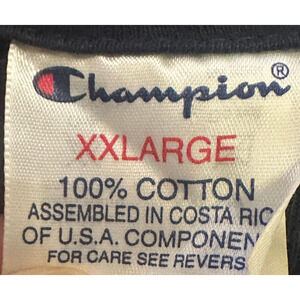 Champion®
XXLARGE
100% COTTON
ASSEMBLED IN COSTA RIC
OF U.S.A. COMPONEN
FOR CARE SEE REVERS